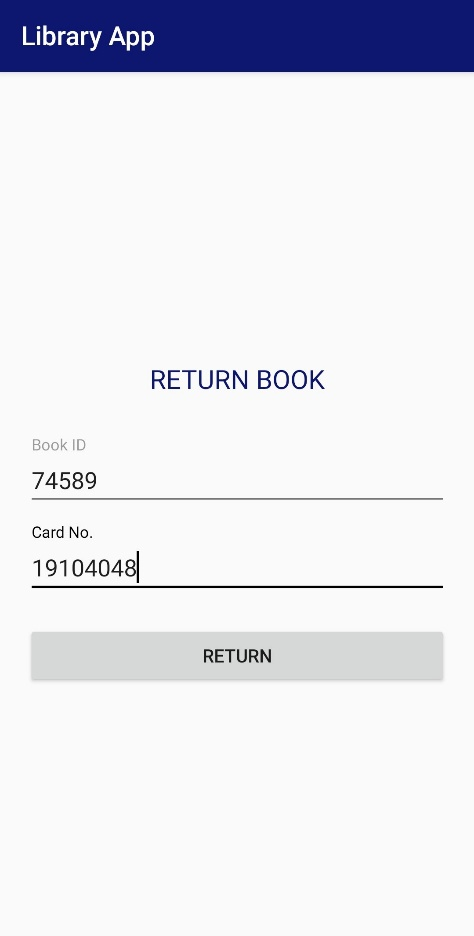 Library App
RETURN BOOK
Book ID
74589
Card No.
19104048
RETURN